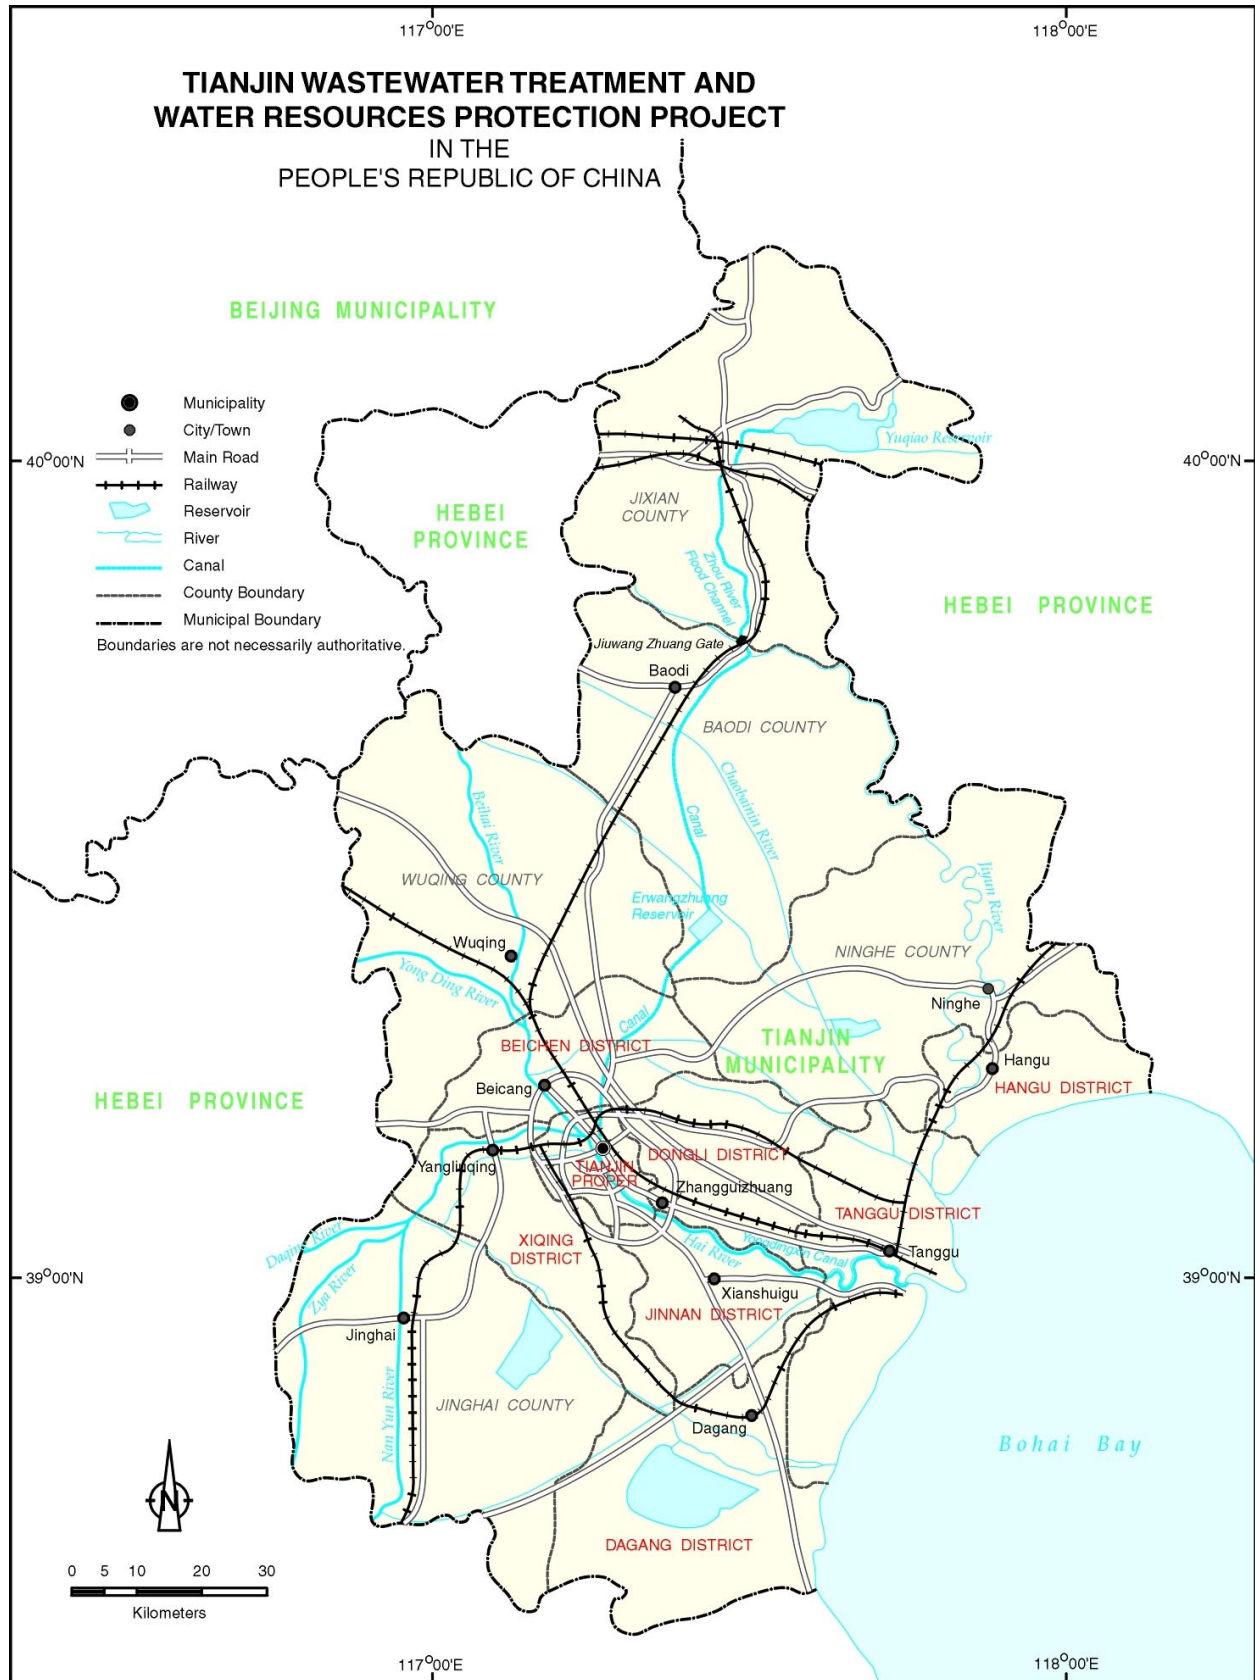 117°00'E
118°00'E
TIANJIN WASTEWATER TREATMENT AND
WATER RESOURCES PROTECTION PROJECT
IN THE
PEOPLE'S REPUBLIC OF CHINA
BEIJING MUNICIPALITY
Municipality
City/Town
Main Road
Railway
Reservoir
River
Canal
County Boundary
Municipal Boundary
Boundaries are not necessarily authoritative.
40°00'N
40°00'N
Yuqiao Reservoir
JIXIAN
COUNTY
HEBEI
PROVINCE
Zhou River
Flood Channel
HEBEI PROVINCE
Jiuwang Zhuang Gate
Baodi
BAODI COUNTY
Chaobainin River
Canal
Beihai River
WUQING COUNTY
Erwangzhuang
Reservoir
Jiyun River
Wuqing
NINGHE COUNTY
Yong Ding River
Ninghe
Canal
TIANJIN
MUNICIPALITY
BEICHEN DISTRICT
Hangu
HANGU DISTRICT
Beicang
HEBEI PROVINCE
DONGLI DISTRICT
Yangliuqing
TIANJIN
PROPER
Zhangguizhuang
TANGGU DISTRICT
Daqing River
XIQING
DISTRICT
Hai River
Yongdingxin Canal
Tanggu
39°00'N
39°00'N
Zya River
Xianshuigu
JINNAN DISTRICT
Jinghai
Nan Yun River
JINGHAI COUNTY
Dagang
Bohai Bay
N
DAGANG DISTRICT
0 5 10 20 30
Kilometers
117°00'E
118°00'E